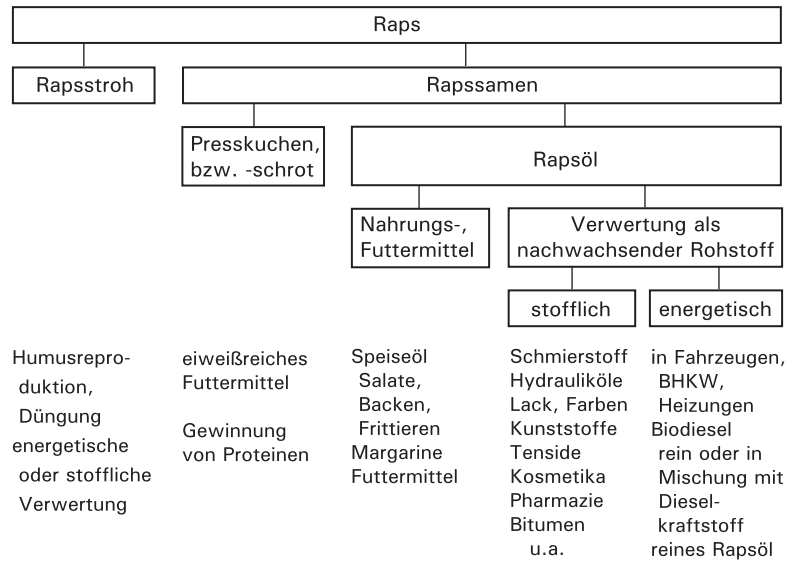 Raps
Rapsstroh
Rapssamen
Presskuchen,
bzw. -schrot
Rapsöl
Nahrungs-,
Futtermittel
Verwertung als
nachwachsender Rohstoff
stofflich
energetisch
Humusrepro-
duktion,
Düngung
energetische
oder stoffliche
Verwertung
eiweißreiches
Futtermittel
Gewinnung
von Proteinen
Speiseöl
Salate,
Backen,
Frittieren
Margarine
Futtermittel
Schmierstoff
Hydrauliköle
Lack, Farben
Kunststoffe
Tenside
Kosmetika
Pharmazie
Bitumen
u.a.
in Fahrzeugen,
BHKW,
Heizungen
Biodiesel
rein oder in
Mischung mit
Diesel-
kraftstoff
reines Rapsöl